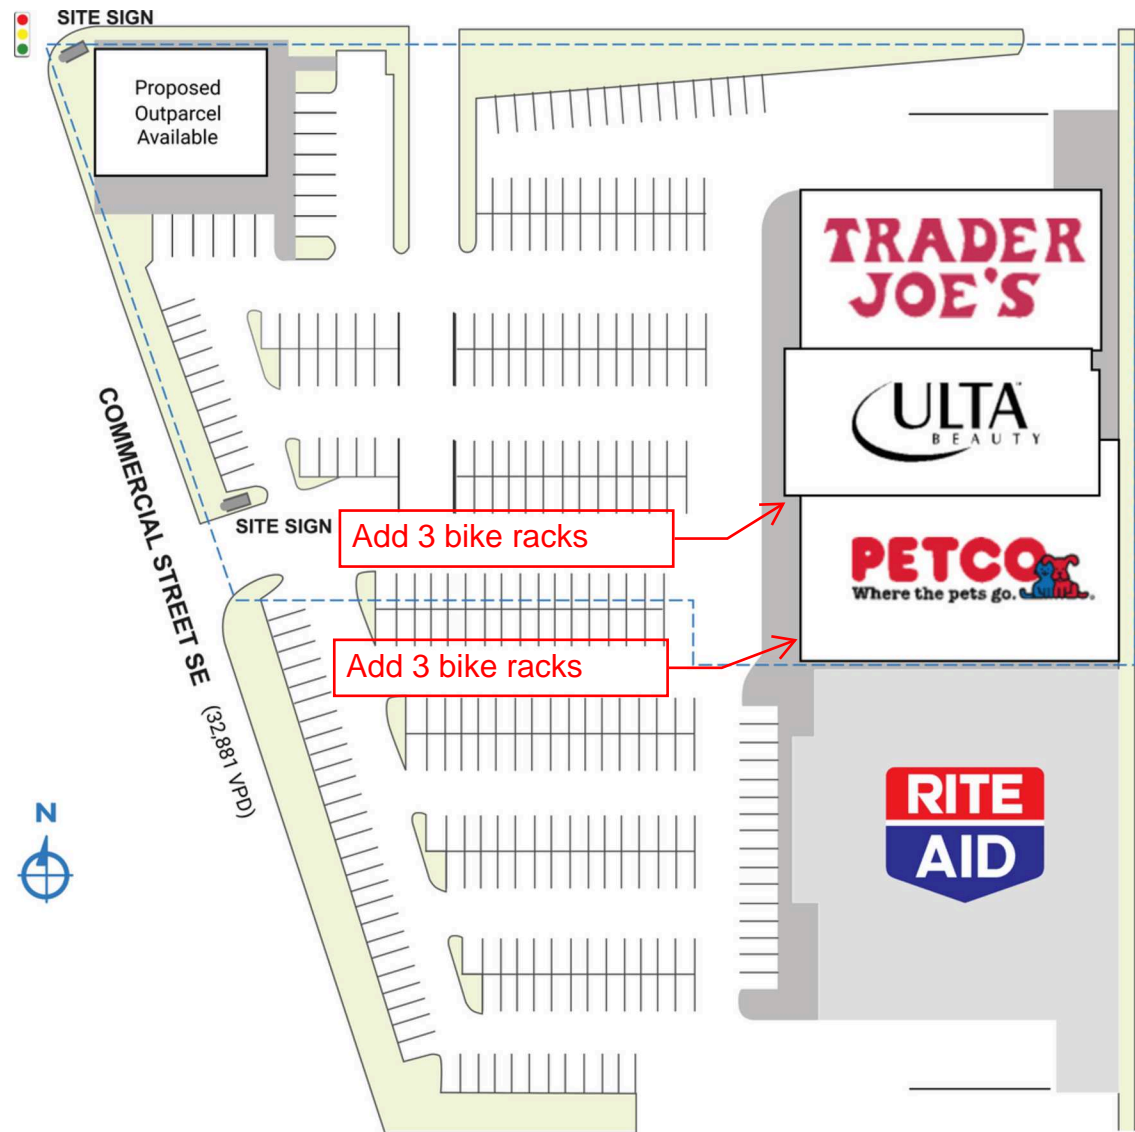 SITE SIGN
Proposed
Outparcel
Available
TRADER
JOE'S
ULTA
BEAUTY
COMMERCIAL STREET SE (32,881 VPD)
SITE SIGN
Add 3 bike racks
PETCO
Where the pets go.
Add 3 bike racks
N
RITE
AID